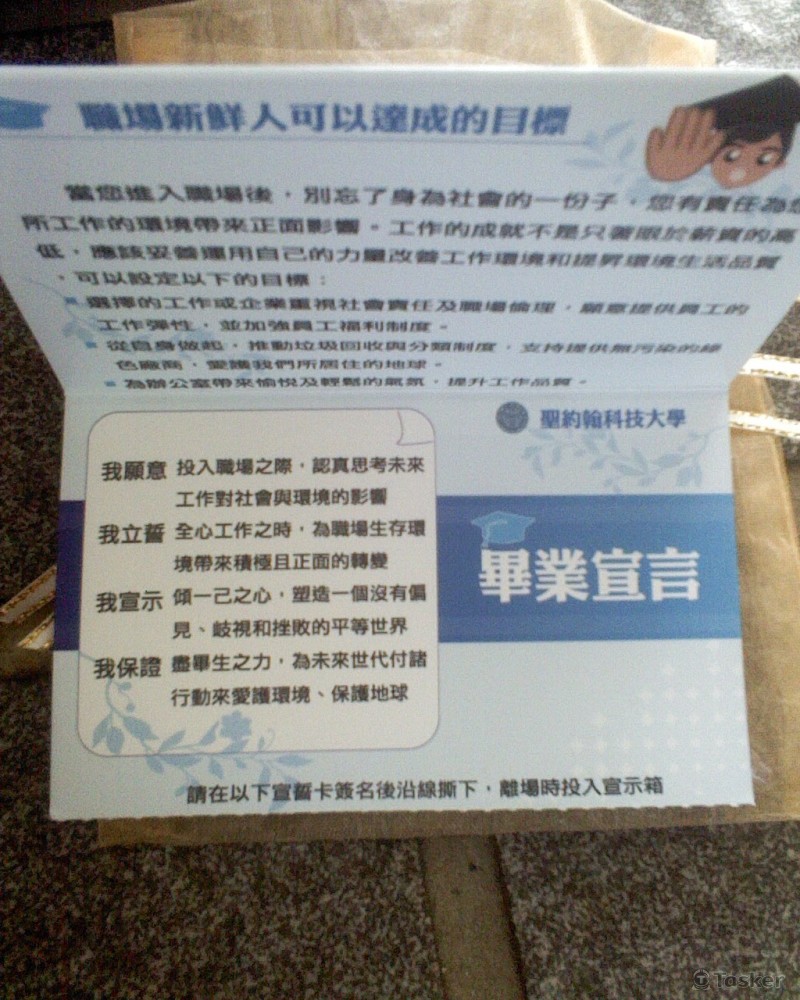 職場新鮮人可以達成的目標
當您進入職場後，別忘了身為社會的一份子，您有責任為您
所工作的環境帶來正面影響。工作的成就不是只著眼於薪資的高
低，應該妥善運用自己的力量改善工作環境和提昇環境生活品質
，可以設定以下的目標：
選擇的工作或企業重視社會責任及職場倫理，願意提供員工的
工作彈性，並加強員工福利制度。
從自身做起，推動垃圾回收與分類制度，支持提供無污染的綠
色廠商，愛護我們所居住的地球。
為辦公室帶來愉悅及輕鬆的氣氛，提升工作品質。
聖約翰科技大學
畢業宣言
我願意 投入職場之際，認真思考未來
工作對社會與環境的影響
我立誓 全心工作之時，為職場生存環
境帶來積極且正面的轉變
我宣示 傾一己之心，塑造一個沒有偏
見、歧視和挫敗的平等世界
我保證 盡畢生之力，為未來世代付諸
行動來愛護環境、保護地球
請在以下宣誓卡簽名後沿線撕下，離場時投入宣示箱
Tasker